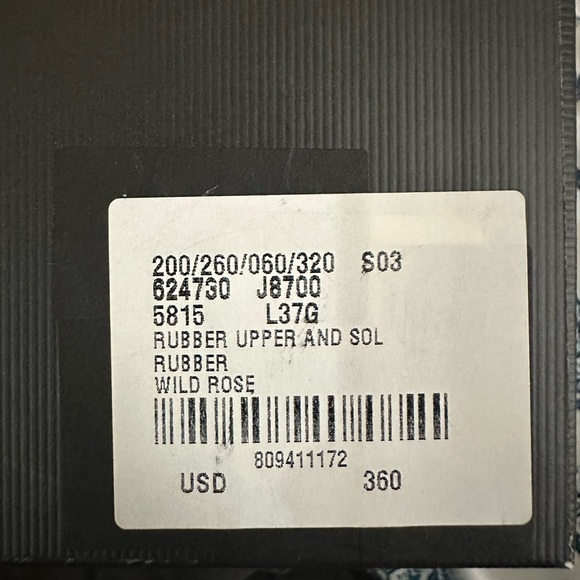 200/260/060/320 S03
624730 J8700
5815 L37G
RUBBER UPPER AND SOL
RUBBER
WILD ROSE
809411172
USD 360